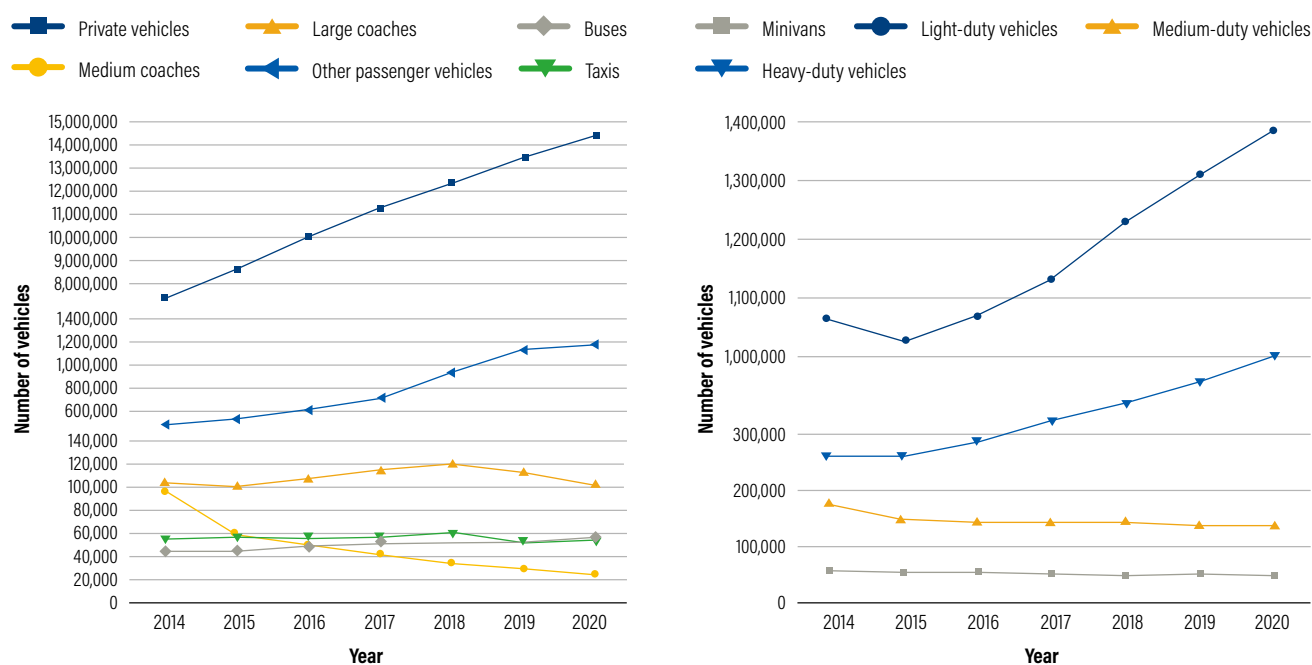 Private vehicles
Large coaches
Buses
Medium coaches
Other passenger vehicles
Taxis
Number of vehicles
15,000,000
14,000,000
13,000,000
12,000,000
11,000,000
10,000,000
9,000,000
8,000,000
1,400,000
1,200,000
1,000,000
800,000
600,000
140,000
120,000
100,000
80,000
60,000
40,000
20,000
0
2014 2015 2016 2017 2018 2019 2020
Year
Minivans
Light-duty vehicles
Medium-duty vehicles
Heavy-duty vehicles
Number of vehicles
1,400,000
1,300,000
1,200,000
1,100,000
1,000,000
300,000
200,000
100,000
0
2014 2015 2016 2017 2018 2019 2020
Year